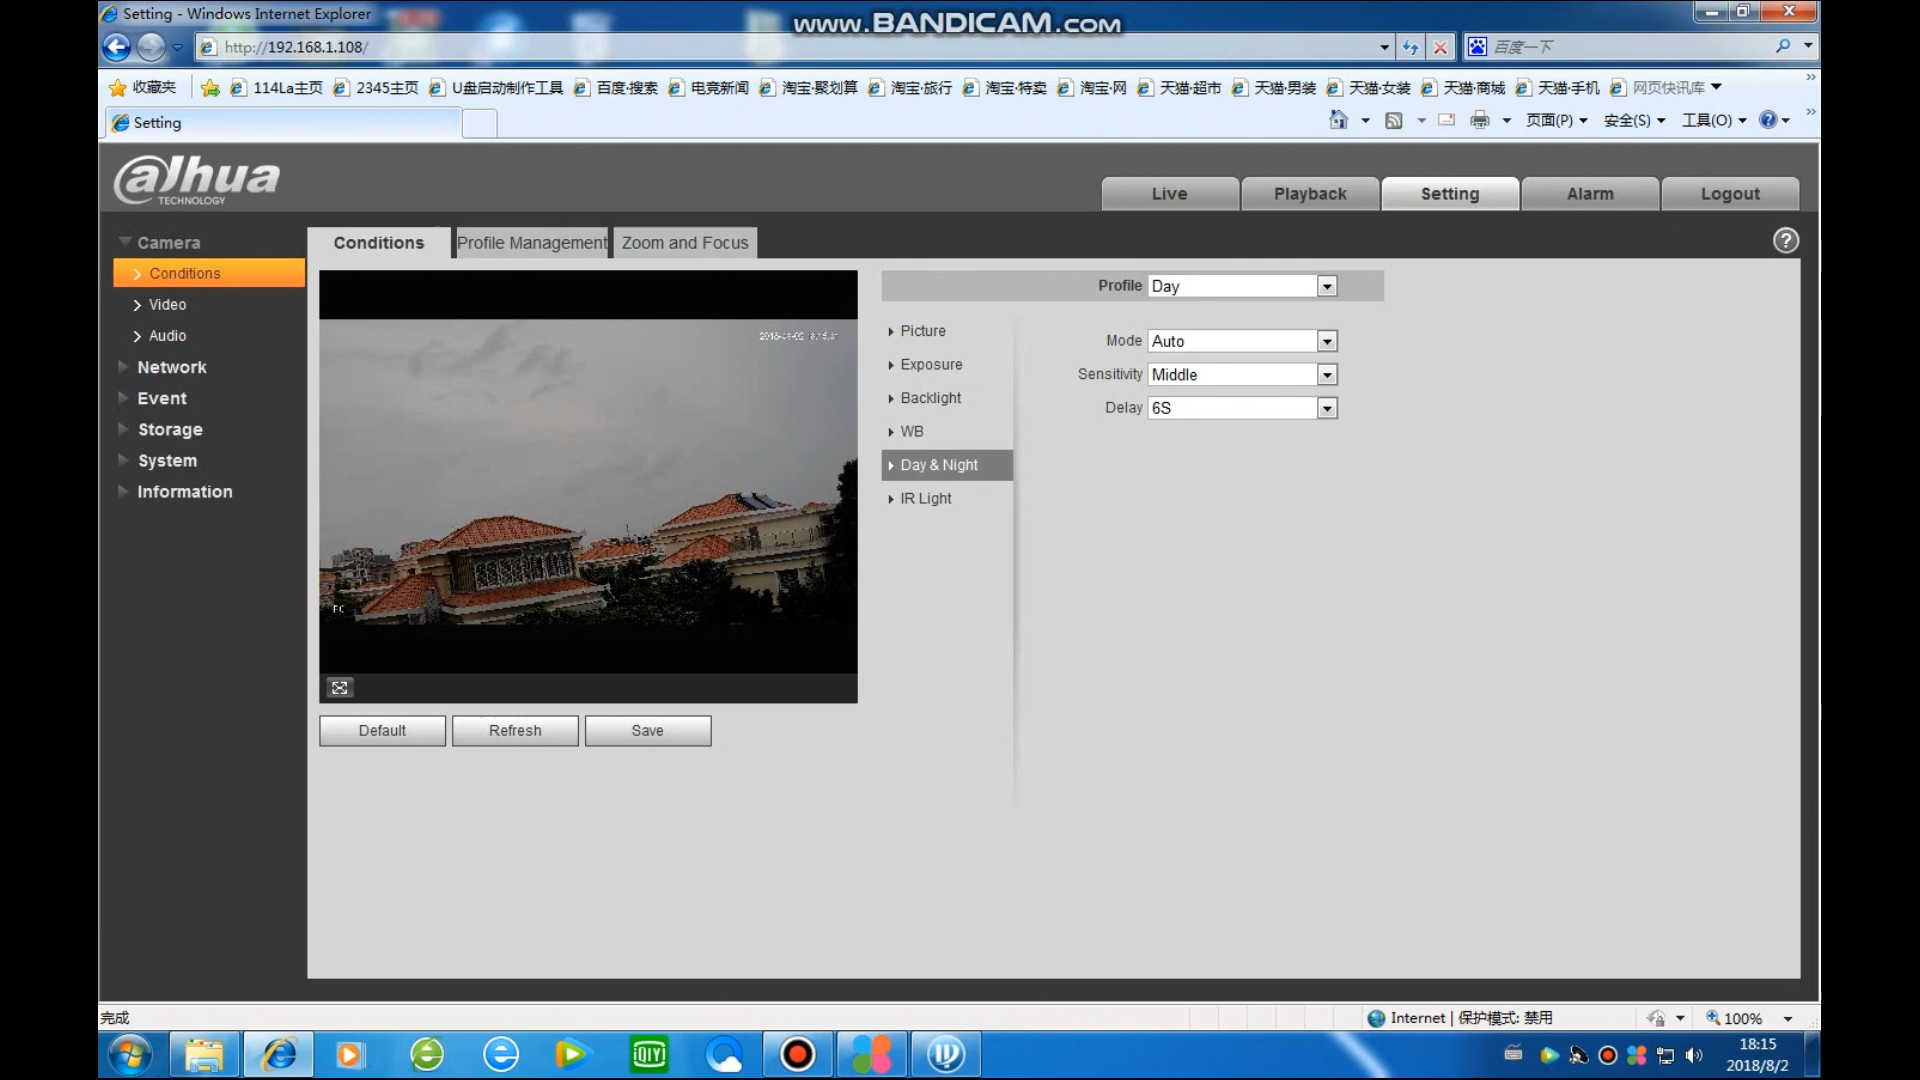 Setting - Windows Internet Explorer
www.BANDICAM.com
http://192.168.1.108/
百度一下
收藏夹
114La主页
2345主页
U盘启动制作工具
百度·搜索
电竞新闻
淘宝·聚划算
淘宝·旅行
淘宝·特卖
淘宝·网
天猫·超市
天猫·男装
天猫·女装
天猫·商城
天猫·手机
网页快讯库
Setting
页面(P)
安全(S)
工具(O)
alhua
TECHNOLOGY
Live
Playback
Setting
Alarm
Logout
Camera
Conditions
Video
Audio
Network
Event
Storage
System
Information
Conditions
Profile Management
Zoom and Focus
Profile
Day
Picture
Exposure
Backlight
WB
Day & Night
IR Light
Mode
Auto
Sensitivity
Middle
Delay
6S
Default
Refresh
Save
完成
Internet | 保护模式: 禁用
100%
QIYI
18:15
2018/8/2